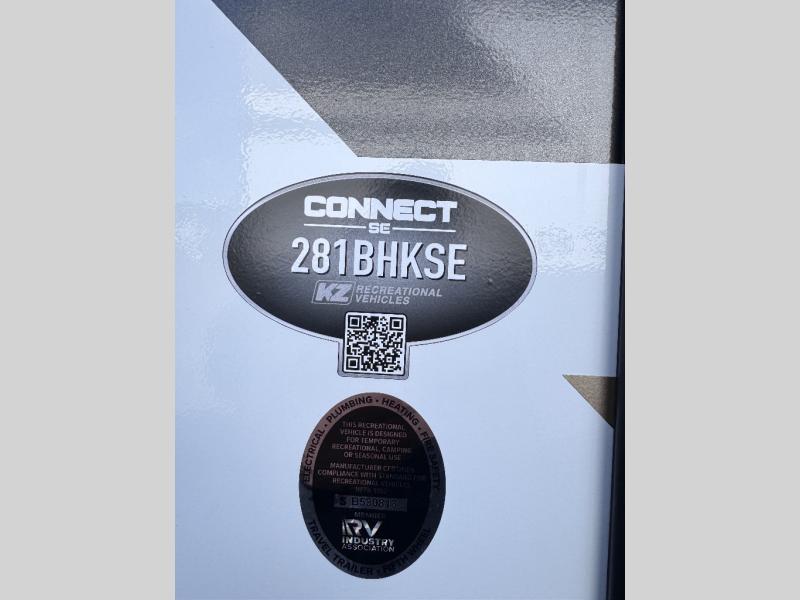 CONNECT
SE
281BHKSE
KZ RECREATIONAL
VEHICLES
ELECTRICAL • PLUMBING • HEATING • FIRE SAFETY
THIS RECREATIONAL
VEHICLE IS DESIGNED
FOR TEMPORARY
RECREATIONAL, CAMPING
OR SEASONAL USE
MANUFACTURER CERTIFIES
COMPLIANCE WITH STANDARD FOR
RECREATIONAL VEHICLES
MEMBER
RV
INDUSTRY
ASSOCIATION
TRAVEL TRAILER • FIFTH WHEEL